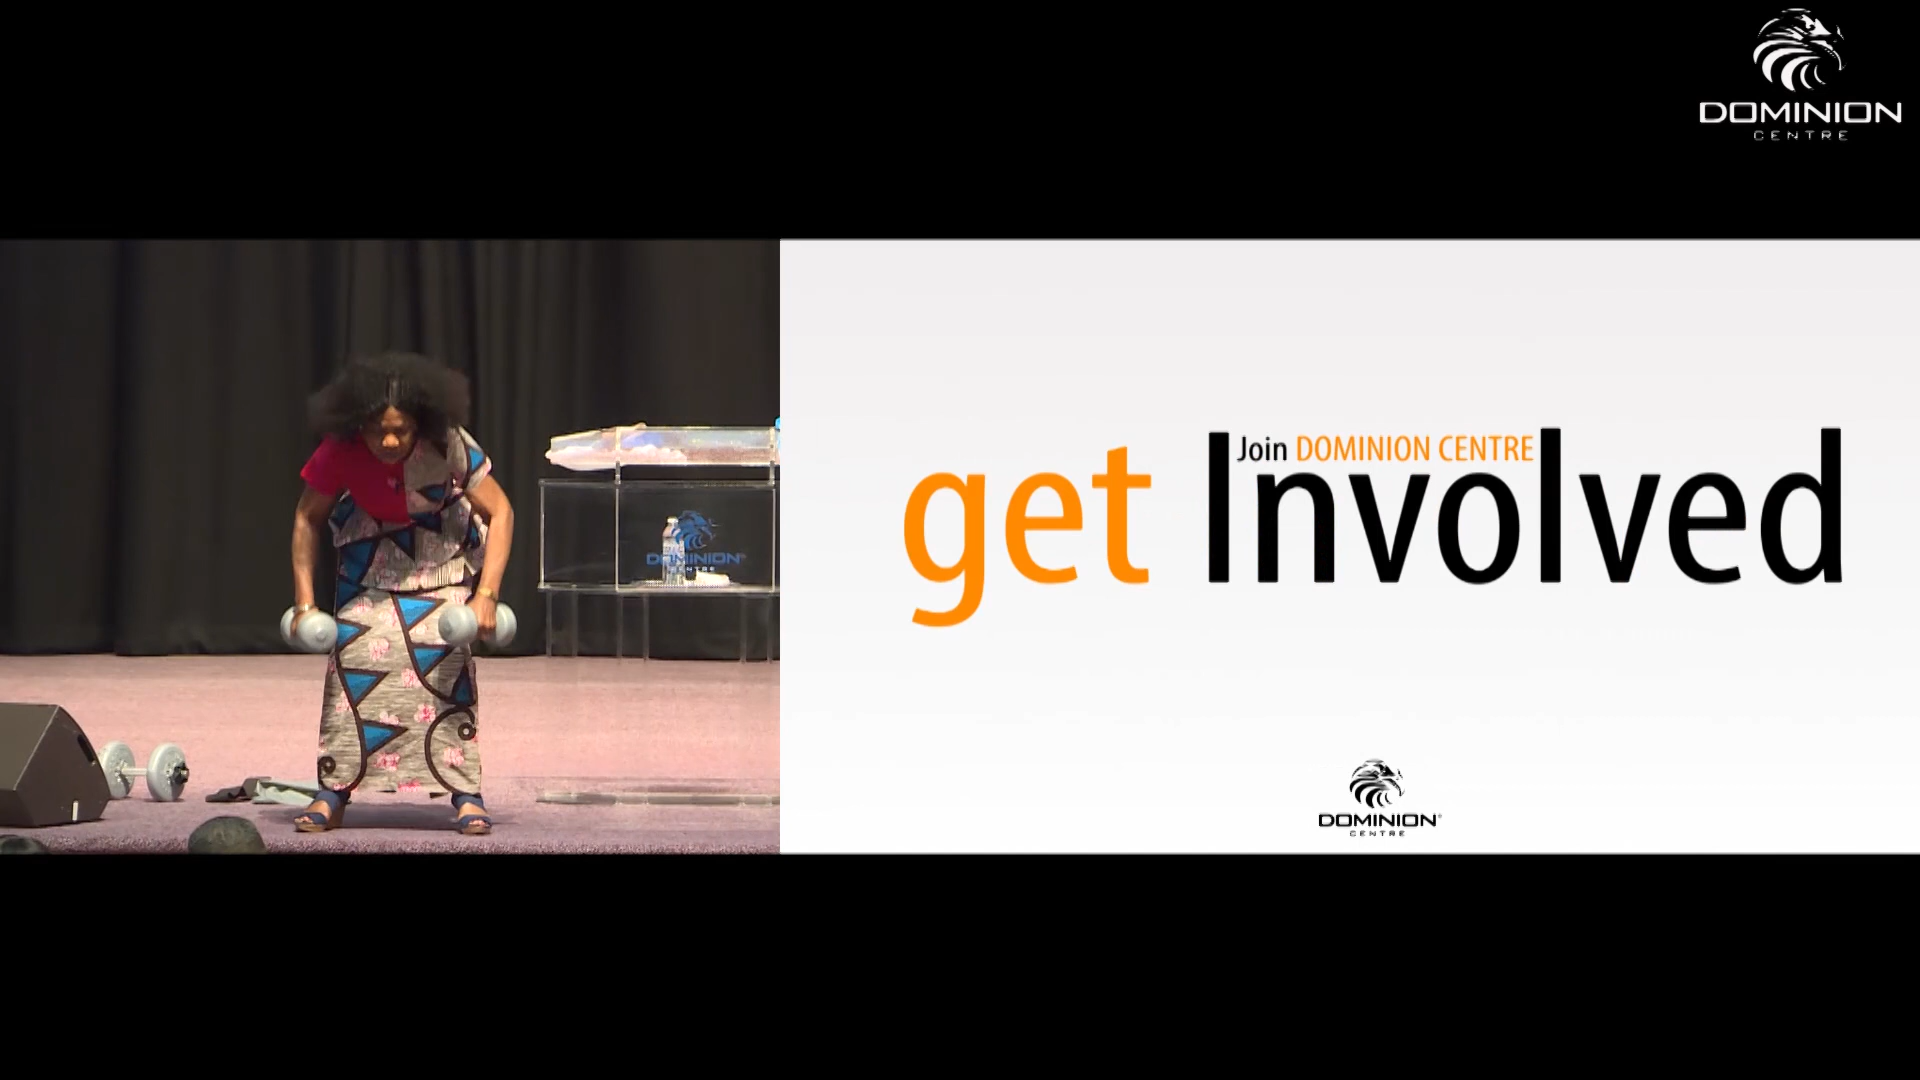 DOMINION
CENTRE
Join DOMINION CENTRE
get Involved
DOMINION
CENTRE
DOMINION
CENTRE